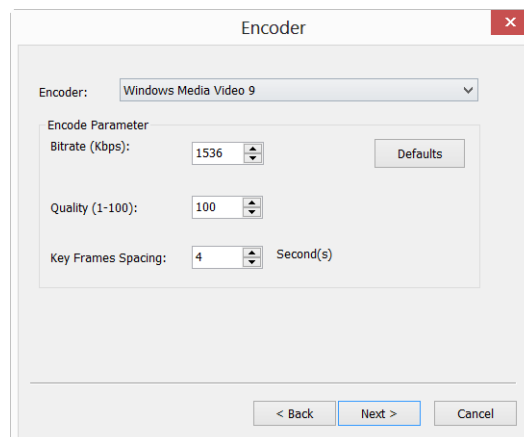 Encoder
Encoder: Windows Media Video 9
Encode Parameter
Bitrate (Kbps): 1536 Defaults
Quality (1-100): 100
Key Frames Spacing: 4 Second(s)
< Back Next > Cancel